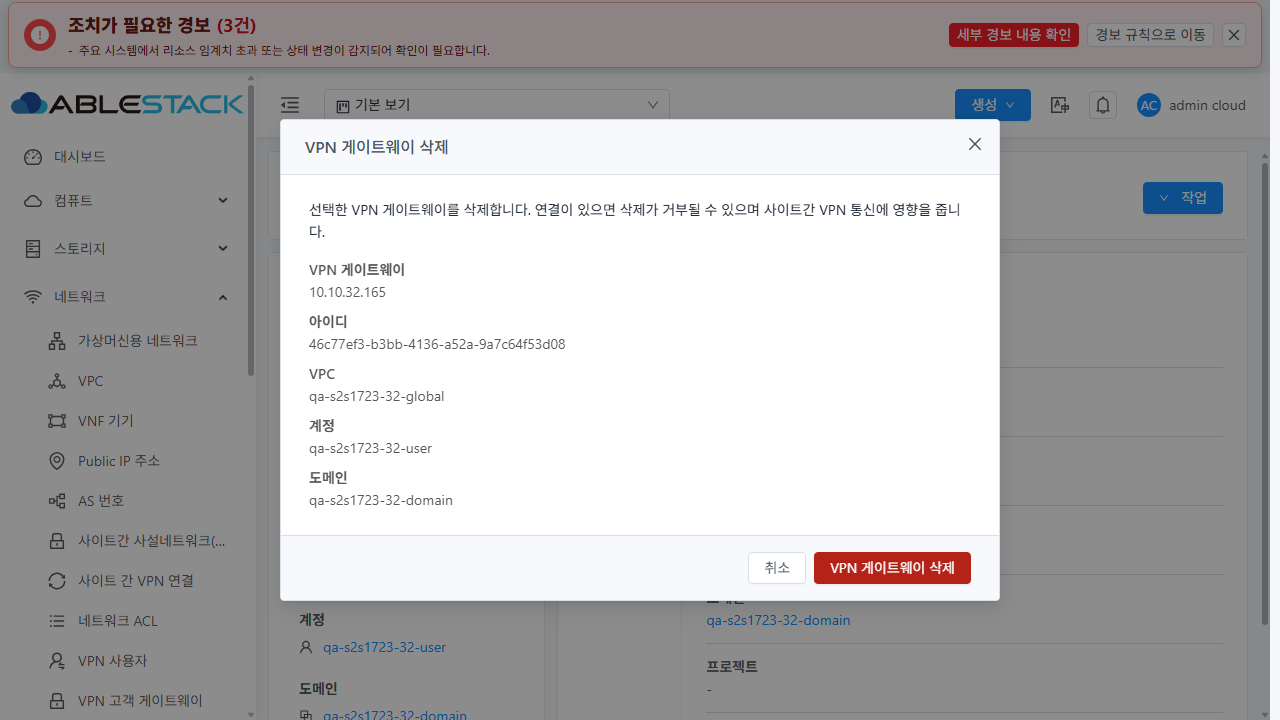 조치가 필요한 경보 (3건)
- 주요 시스템에서 리소스 임계치 초과 또는 상태 변경이 감지되어 확인이 필요합니다.
세부 경보 내용 확인
경보 규칙으로 이동
ABLESTACK
기본 보기
생성
AC
admin cloud
대시보드
컴퓨트
스토리지
네트워크
가상머신용 네트워크
VPC
VNF 기기
Public IP 주소
AS 번호
사이트간 사설네트워크(...
사이트 간 VPN 연결
네트워크 ACL
VPN 사용자
VPN 고객 게이트웨이
작업
VPN 게이트웨이 삭제
선택한 VPN 게이트웨이를 삭제합니다. 연결이 있으면 삭제가 거부될 수 있으며 사이트간 VPN 통신에 영향을 줍니
다.
VPN 게이트웨이
10.10.32.165
아이디
46c77ef3-b3bb-4136-a52a-9a7c64f53d08
VPC
qa-s2s1723-32-global
계정
qa-s2s1723-32-user
도메인
qa-s2s1723-32-domain
취소
VPN 게이트웨이 삭제
계정
qa-s2s1723-32-user
도메인
qa-s2s1723-32-domain
qa-s2s1723-32-domain
프로젝트
-